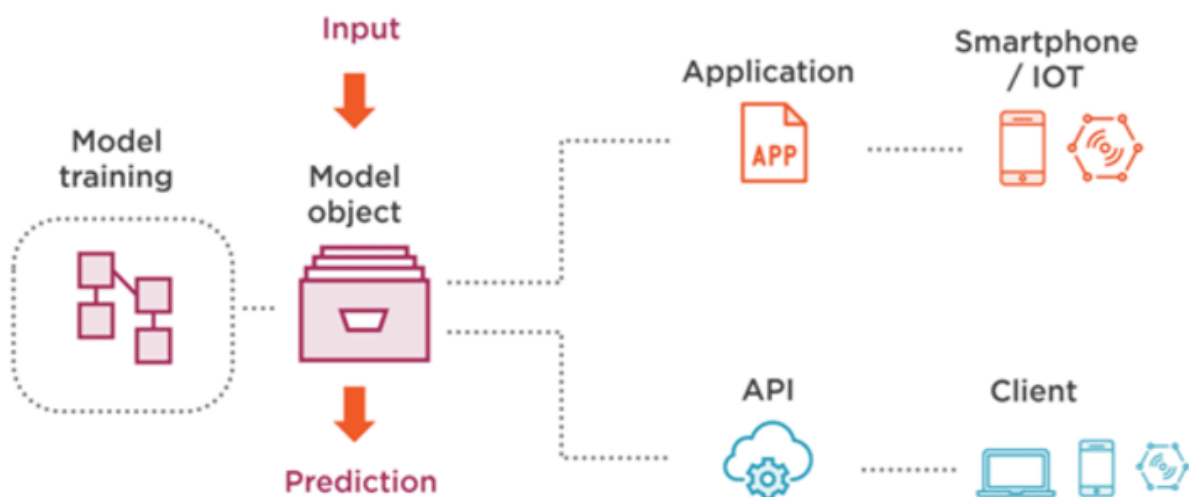 Input
Model
training
Model
object
Prediction
Application
APP
Smartphone
/ IOT
API
Client